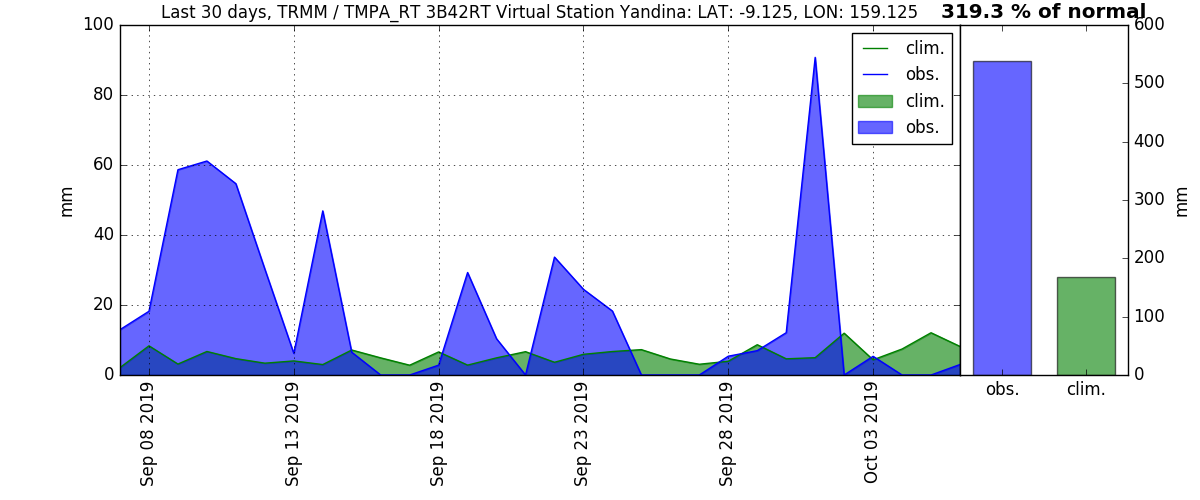 Last 30 days, TRMM / TMPA_RT 3B42RT Virtual Station Yandina: LAT: -9.125, LON: 159.125
319.3 % of normal
100
80
60
40
20
0
mm
clim.
obs.
clim.
obs.
600
500
400
300
200
100
0
mm
Sep 08 2019
Sep 13 2019
Sep 18 2019
Sep 23 2019
Sep 28 2019
Oct 03 2019
obs.
clim.